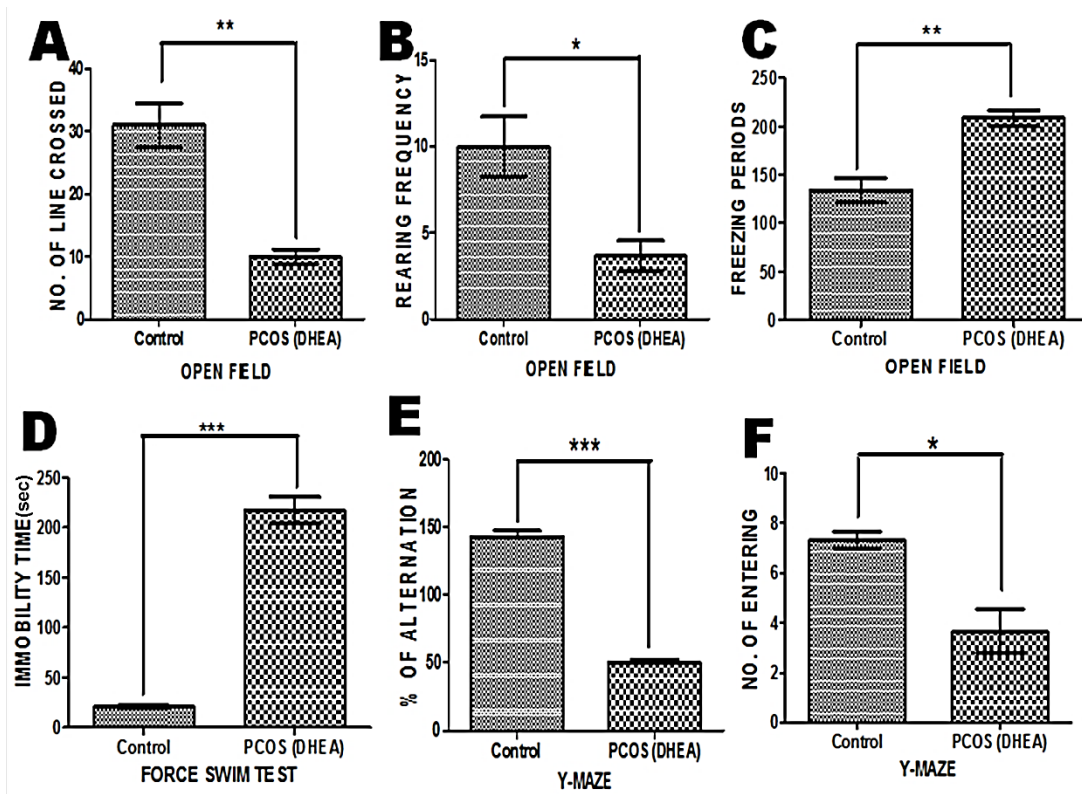 A
**
NO. OF LINE CROSSED
40
30
20
10
0
Control
PCOS (DHEA)
OPEN FIELD
B
*
REARING FREQUENCY
15
10
5
0
Control
PCOS (DHEA)
OPEN FIELD
C
**
FREEZING PERIODS
250
200
150
100
50
0
Control
PCOS (DHEA)
OPEN FIELD
D
***
IMMOBILITY TIME(sec)
250
200
150
100
50
0
Control
PCOS (DHEA)
FORCE SWIM TEST
E
***
% OF ALTERNATION
200
150
100
50
0
Control
PCOS (DHEA)
Y-MAZE
F
*
NO. OF ENTERING
10
8
6
4
2
0
Control
PCOS (DHEA)
Y-MAZE